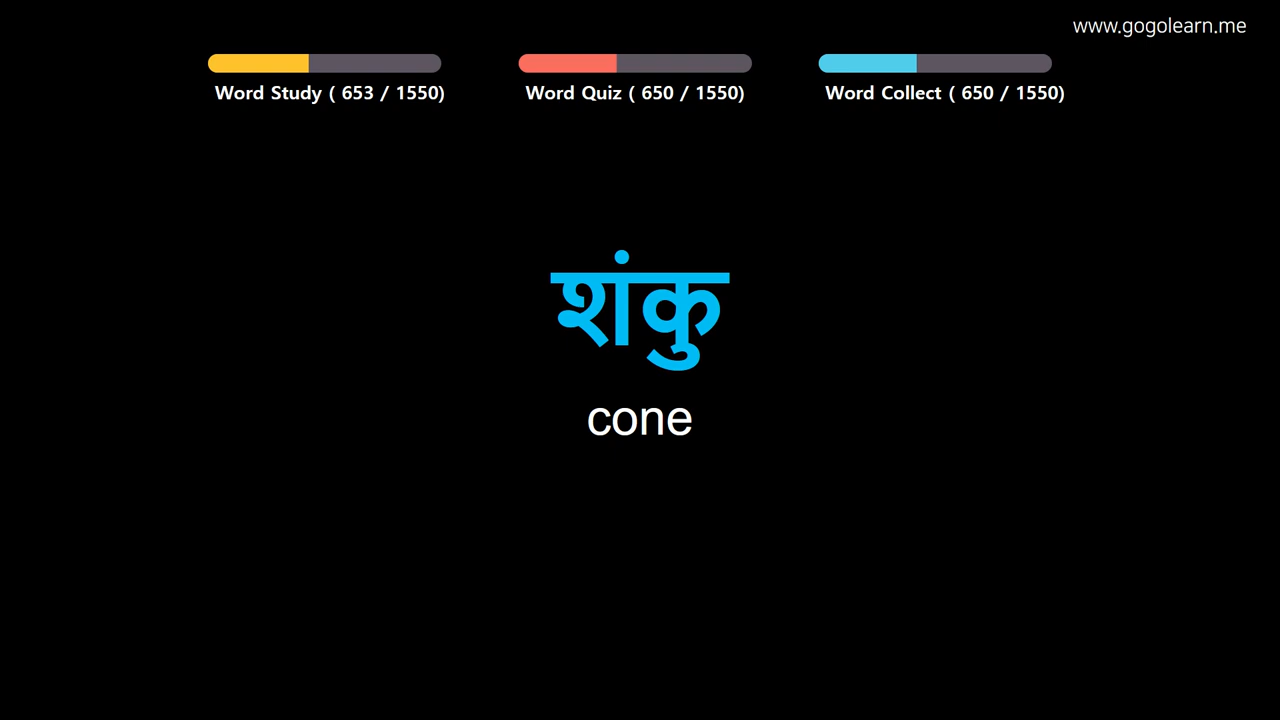 www.gogolearn.me
Word Study ( 653 / 1550)
Word Quiz ( 650 / 1550)
Word Collect ( 650 / 1550)
शंकु
cone